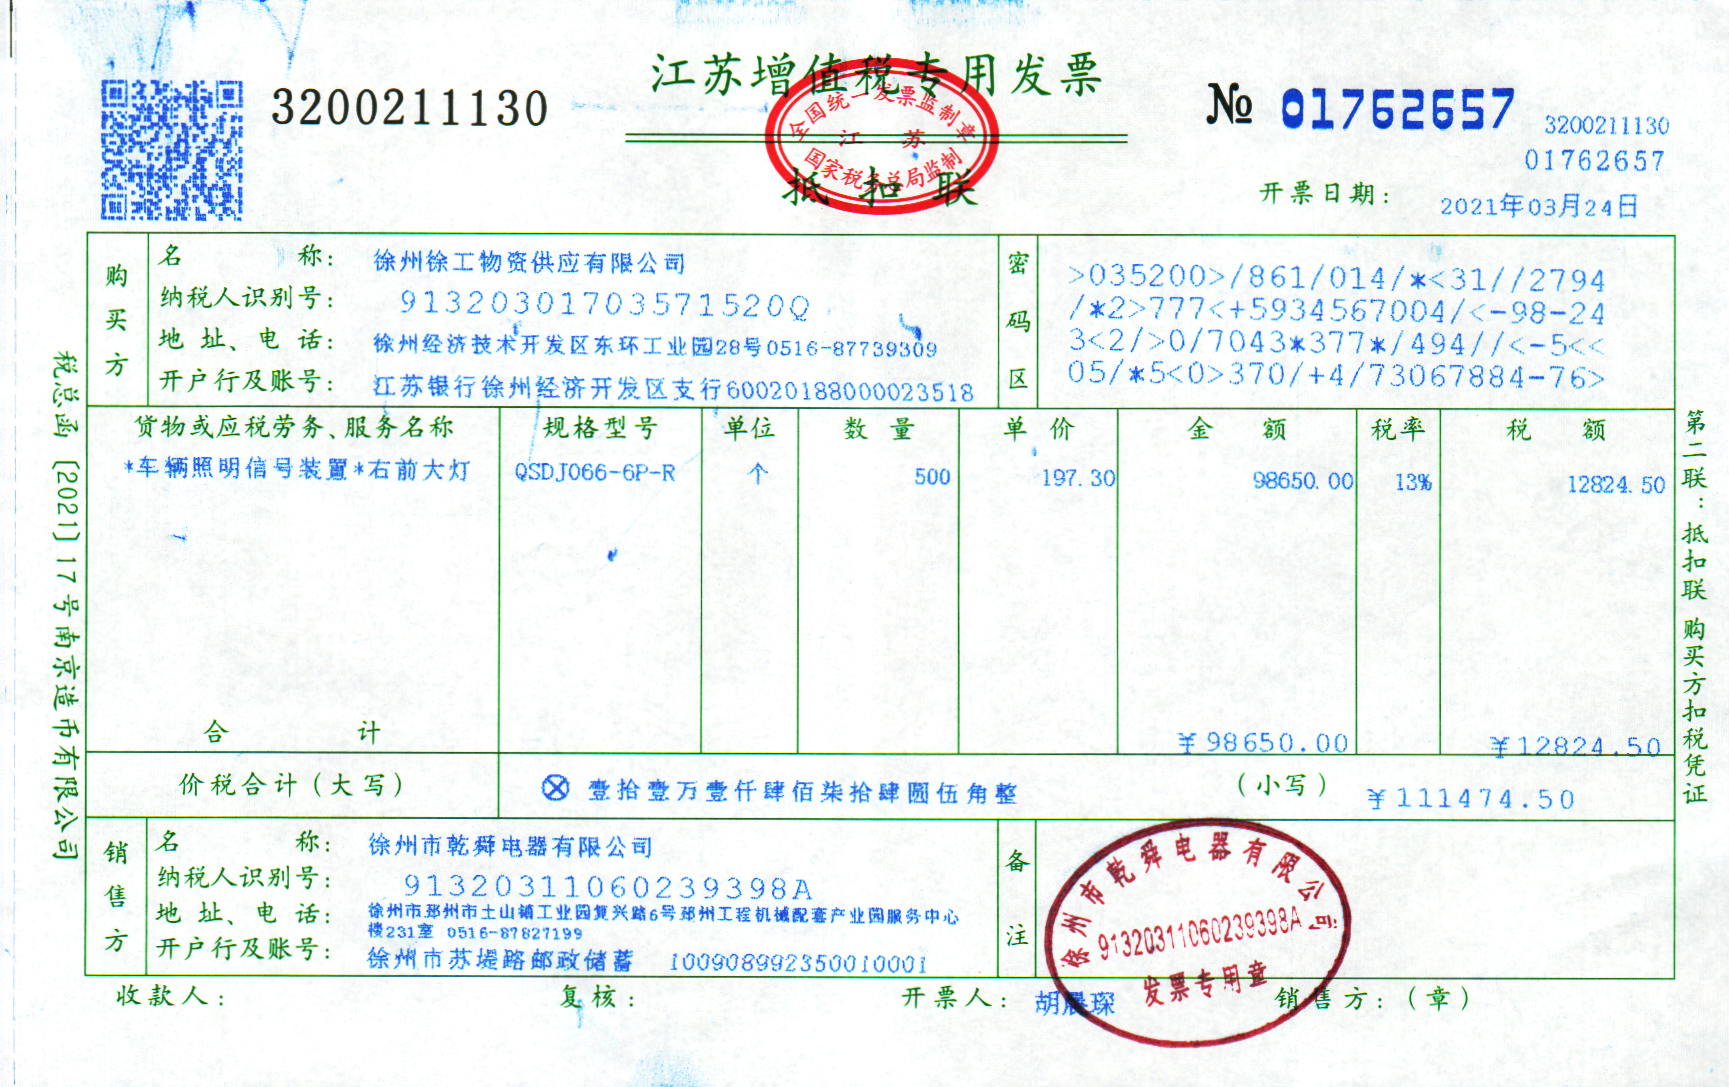 江苏增值税专用发票
3200211130
№ 01762657
3200211130
01762657
全国统一发票监制章
江 苏
国家税务总局监制
抵 扣 联
开票日期: 2021年03月24日
购买方
名 称: 徐州徐工物资供应有限公司
纳税人识别号: 91320301703571520Q
地 址、电 话: 徐州经济技术开发区东环工业园28号0516-87739309
开户行及账号: 江苏银行徐州经济开发区支行60020188000023518
密码区
>035200>/861/014/*<31//2794
/*2>777<+5934567004/<-98-24
3<2/>0/7043*377*/494//<-5<<
05/*5<0>370/+4/73067884-76>
货物或应税劳务、服务名称 规格型号 单位 数 量 单 价 金 额 税率 税 额
*车辆照明信号装置*右前大灯 QSDJ066-6P-R 个 500 197.30 98650.00 13% 12824.50
合 计 ¥98650.00 ¥12824.50
价税合计(大写) ⊗壹拾壹万壹仟肆佰柒拾肆圆伍角整 (小写) ¥111474.50
销售方
名 称: 徐州市乾舜电器有限公司
纳税人识别号: 91320311060239398A
地 址、电 话: 徐州市邳州市土山镇工业园复兴路6号邳州工程机械配套产业园服务中心
楼231室 0516-87827199
开户行及账号: 徐州市苏堤路邮政储蓄 100908992350010001
备注
徐州市乾舜电器有限公司
91320311060239398A
发票专用章
收款人: 复核: 开票人: 胡晨琛 销售方:(章)
税总函〔2021〕17号南京造币有限公司
第二联:抵扣联 购买方扣税凭证